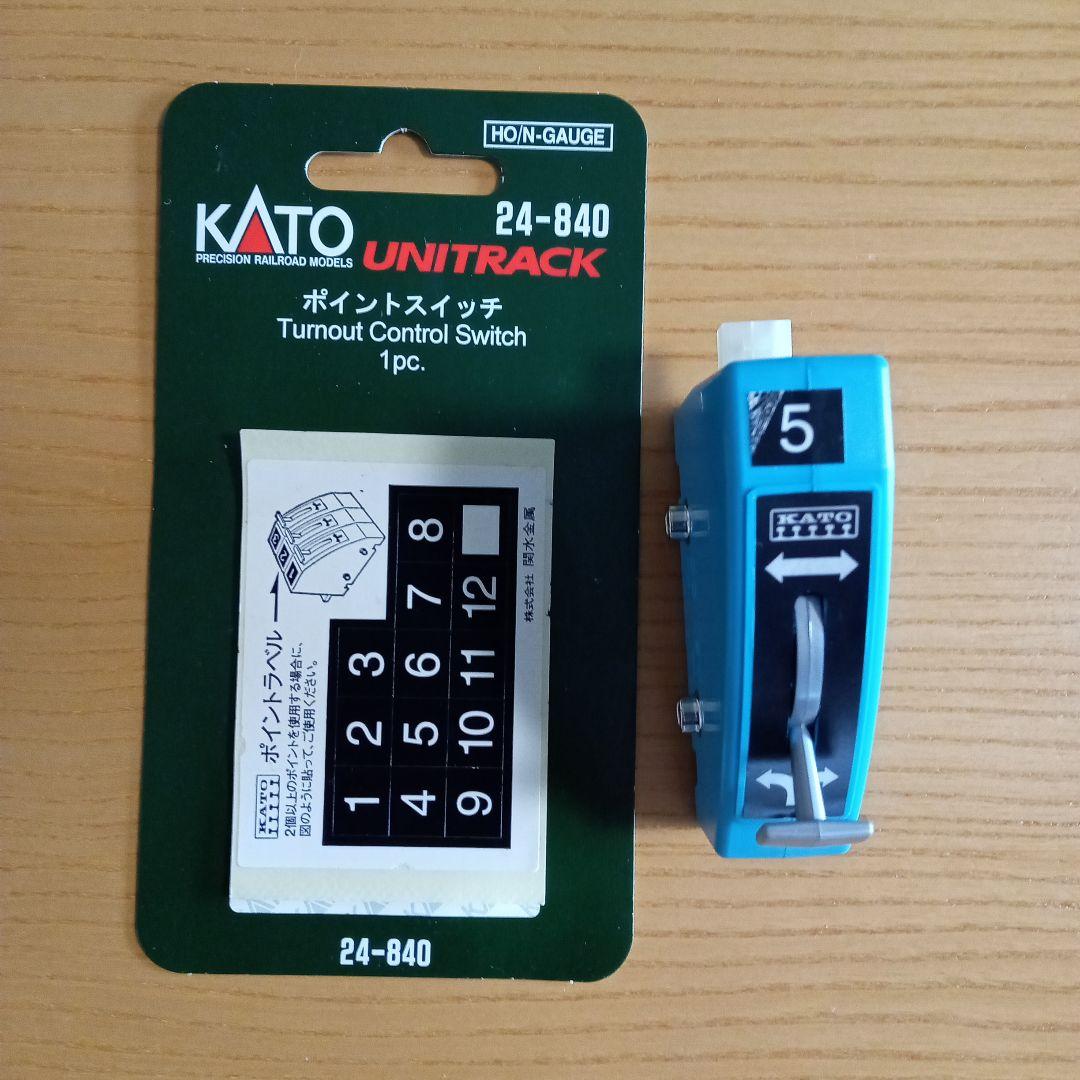 HO/N-GAUGE
24-840
KATO
PRECISION RAILROAD MODELS
UNITRACK
ポイントスイッチ
Turnout Control Switch
1pc.
KATO
ポイントラベル
2個以上のポイントを使用する場合に、
図のように貼って、ご使用ください。
1 2 3
4 5 6 7 8
9 10 11 12
株式会社 関水金属
24-840
5
KATO